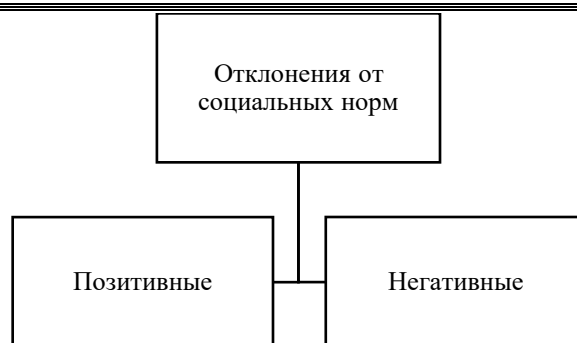 Отклонения от
социальных норм
Позитивные
Негативные